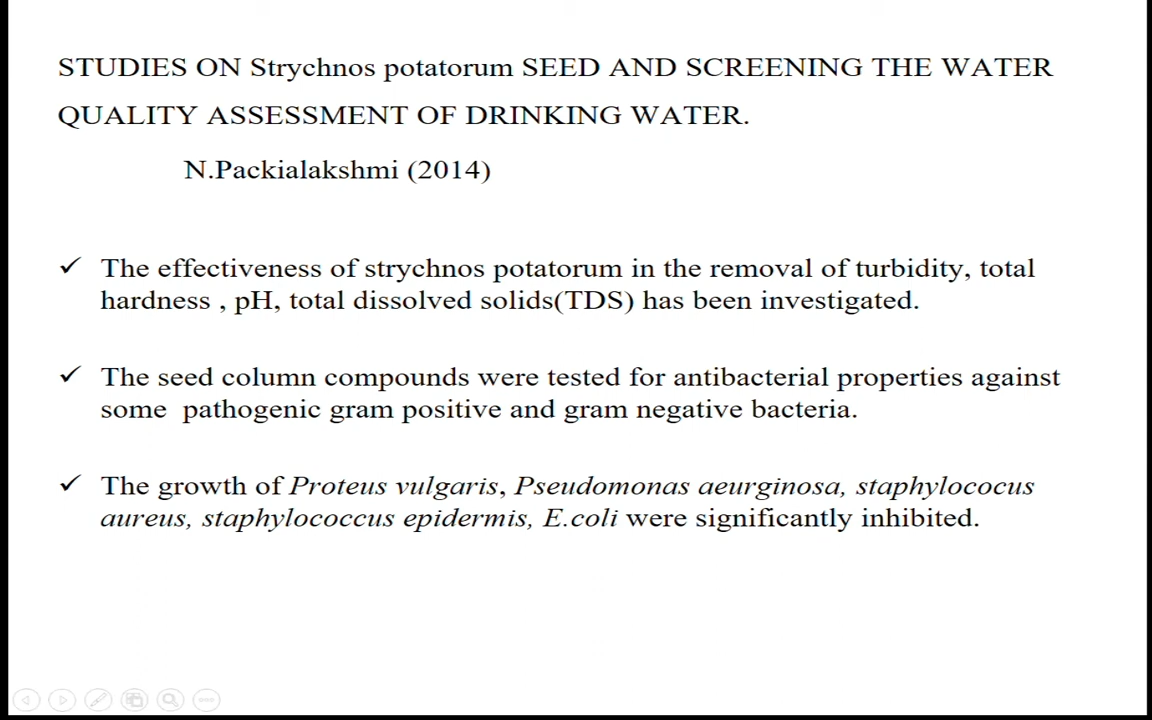 STUDIES ON Strychnos potatorum SEED AND SCREENING THE WATER
QUALITY ASSESSMENT OF DRINKING WATER.
N.Packialakshmi (2014)
✓ The effectiveness of strychnos potatorum in the removal of turbidity, total
hardness , pH, total dissolved solids(TDS) has been investigated.
✓ The seed column compounds were tested for antibacterial properties against
some pathogenic gram positive and gram negative bacteria.
✓ The growth of Proteus vulgaris, Pseudomonas aeurginosa, staphylococus
aureus, staphylococcus epidermis, E.coli were significantly inhibited.